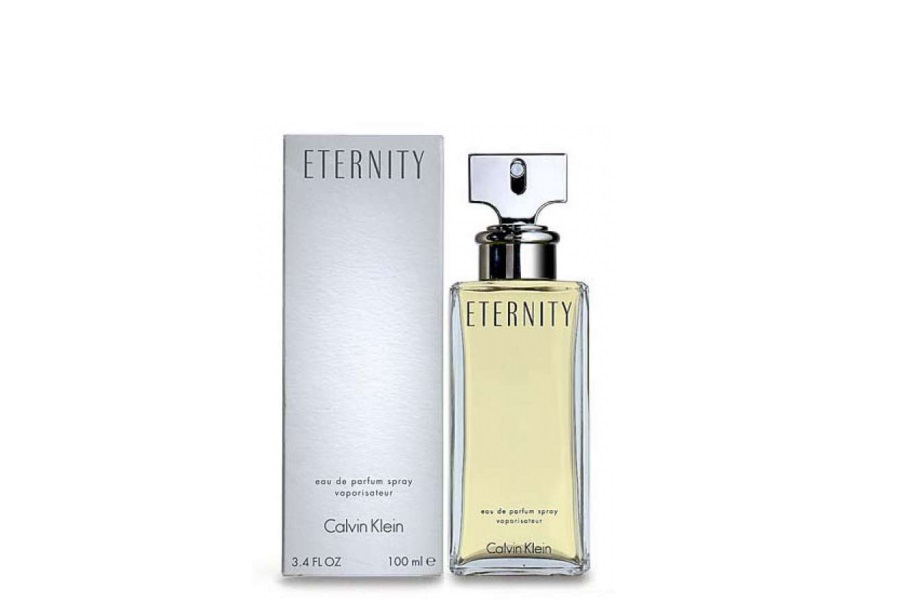 ETERNITY
eau de parfum spray
vaporisateur
Calvin Klein
3.4 FL OZ 100 ml e
ETERNITY
eau de parfum spray
vaporisateur
Calvin Klein